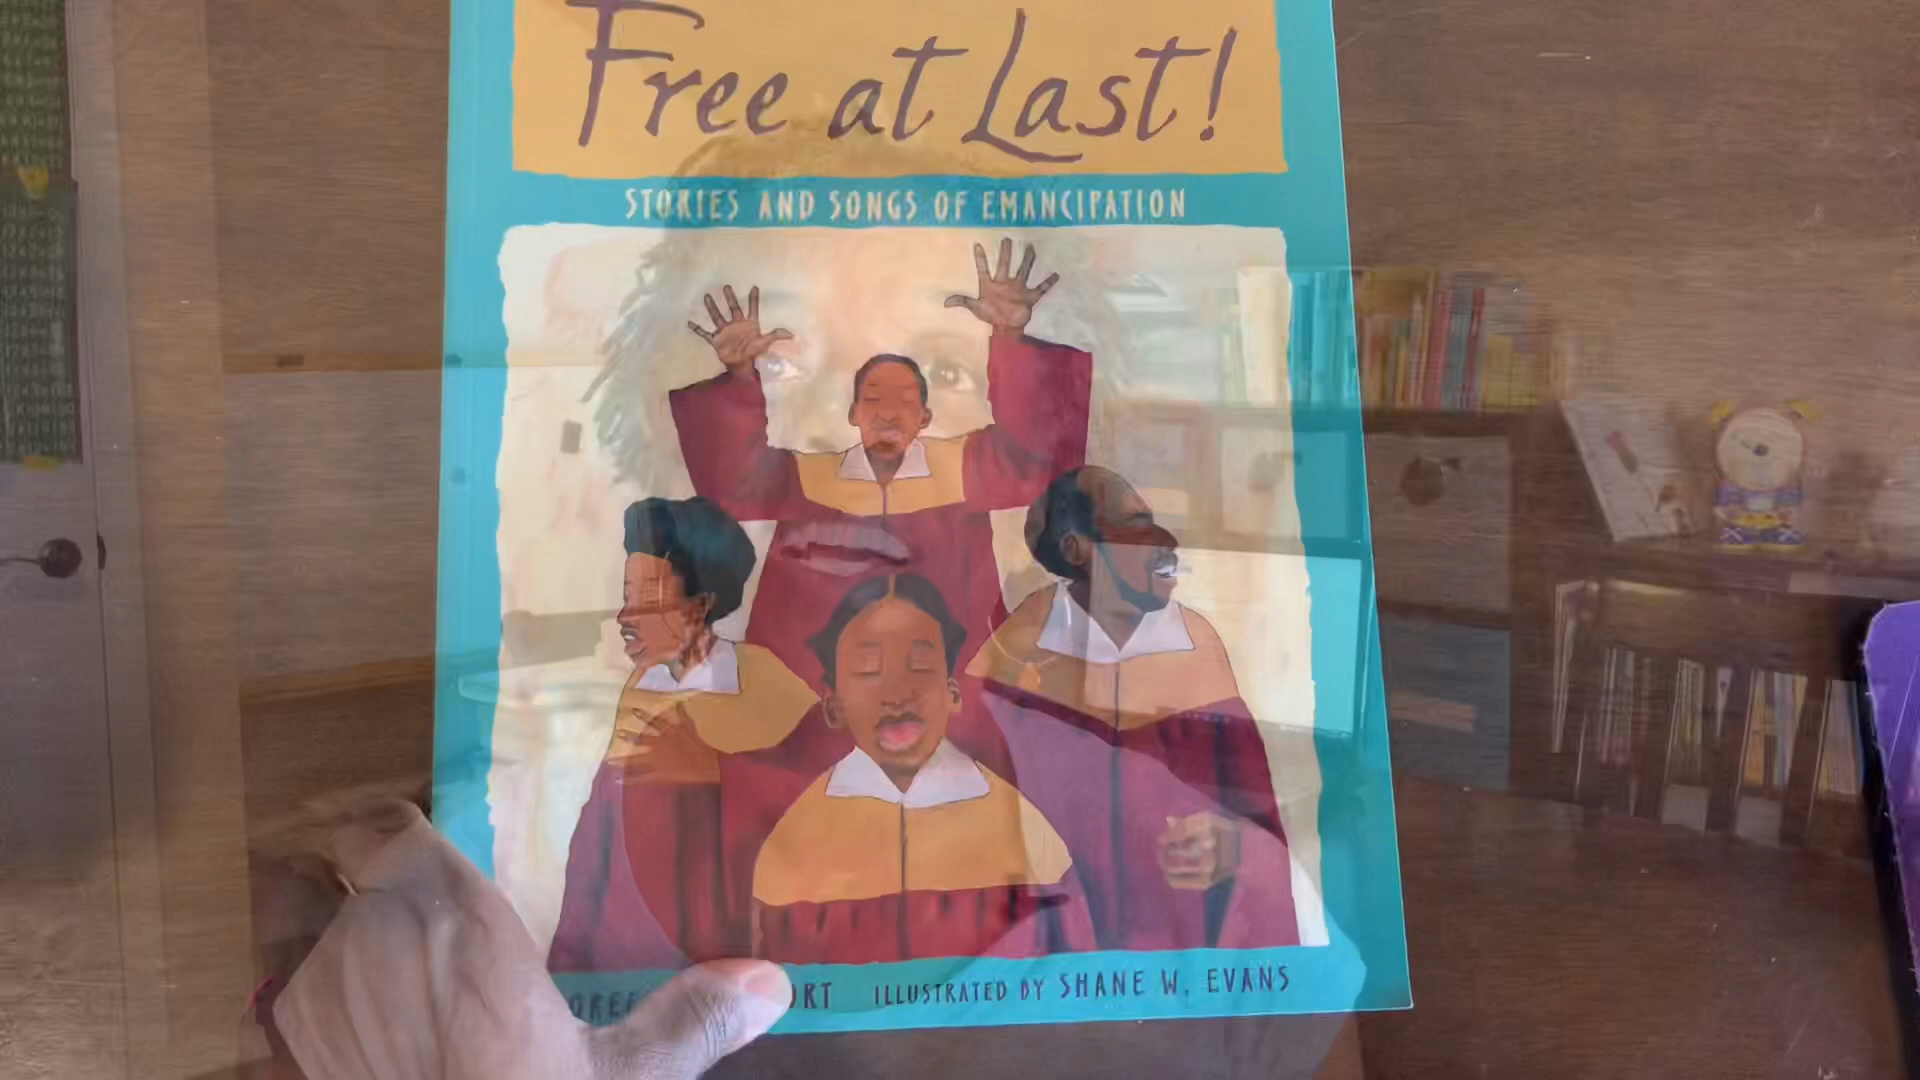 Free at Last!
STORIES AND SONGS OF EMANCIPATION
ILLUSTRATED BY SHANE W. EVANS